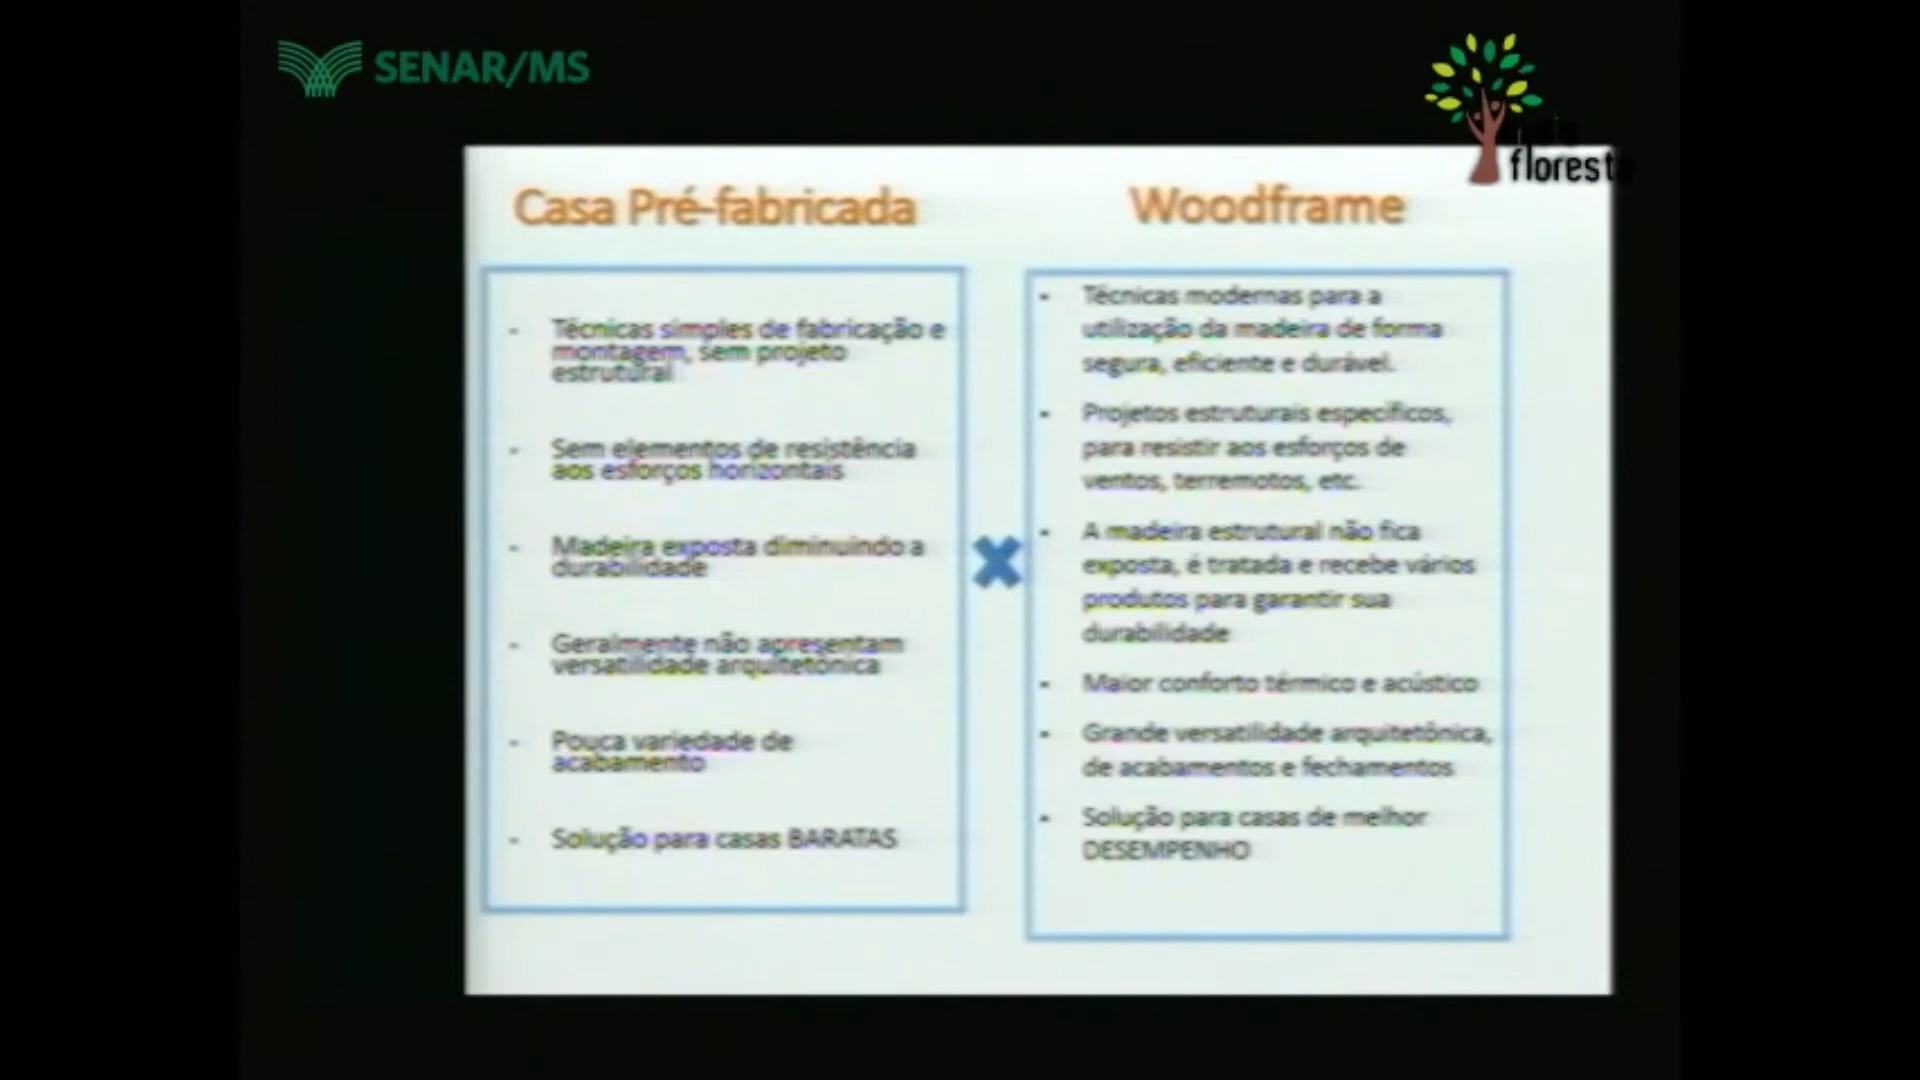 SENAR/MS
floresta
Casa Pré-fabricada
- Técnicas simples de fabricação e
montagem, sem projeto
estrutural
- Sem elementos de resistência
aos esforços horizontais
- Madeira exposta diminuindo a
durabilidade
- Geralmente não apresentam
versatilidade arquitetônica
- Pouca variedade de
acabamento
- Solução para casas BARATAS
Woodframe
- Técnicas modernas para a
utilização da madeira de forma
segura, eficiente e durável.
- Projetos estruturais específicos,
para resistir aos esforços de
ventos, terremotos, etc.
- A madeira estrutural não fica
exposta, é tratada e recebe vários
produtos para garantir sua
durabilidade
- Maior conforto térmico e acústico
- Grande versatilidade arquitetônica,
de acabamentos e fechamentos
- Solução para casas de melhor
DESEMPENHO